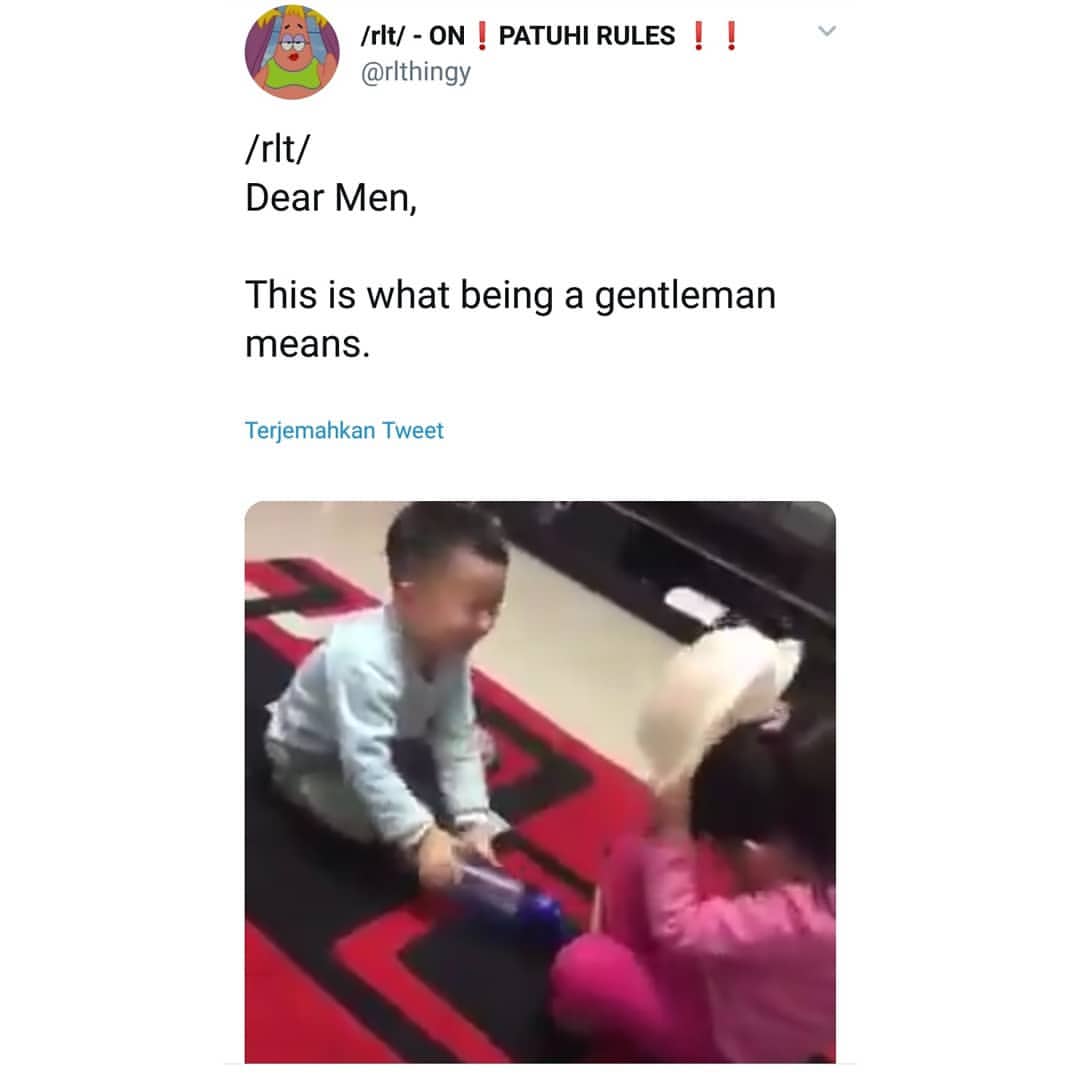 /rlt/ - ON❗PATUHI RULES❗❗
@rlthingy
/rlt/
Dear Men,
This is what being a gentleman
means.
Terjemahkan Tweet